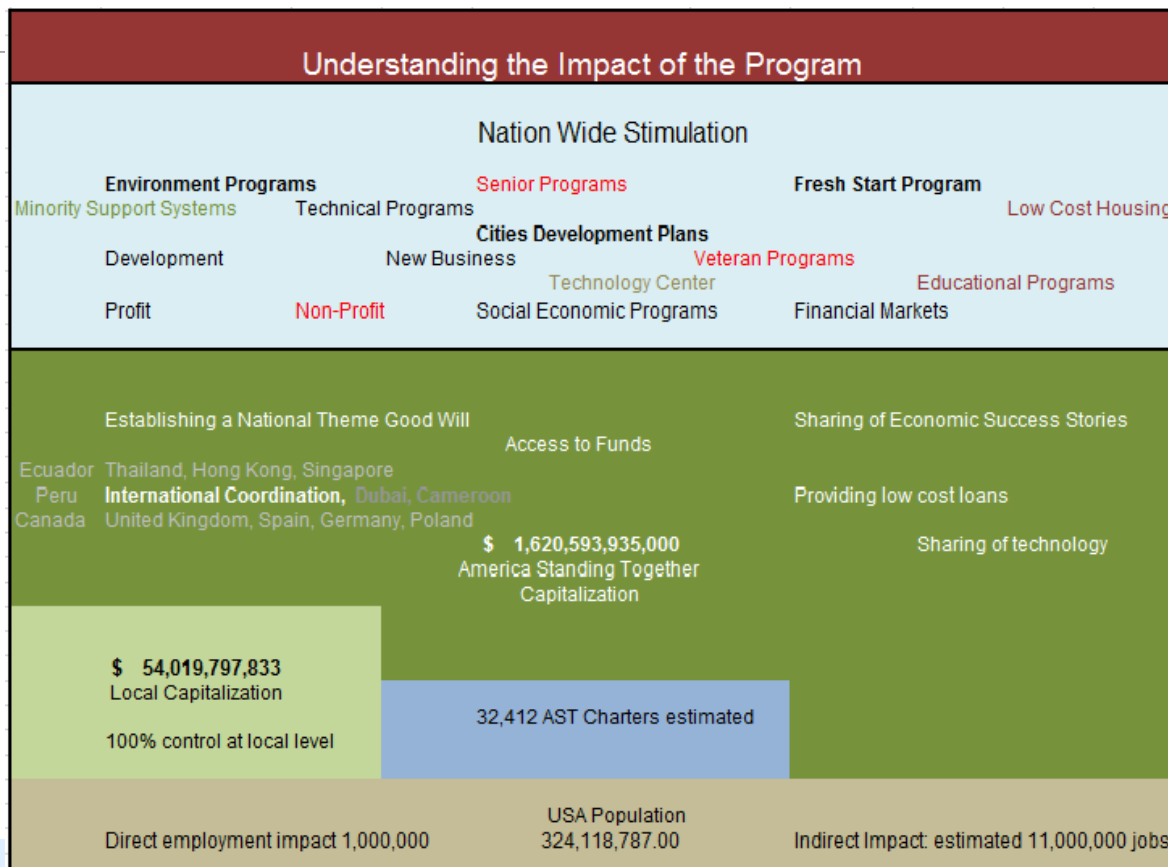 Understanding the Impact of the Program
Nation Wide Stimulation
Environment Programs Senior Programs Fresh Start Program
Minority Support Systems Technical Programs Low Cost Housing
Cities Development Plans
Development New Business Veteran Programs
Technology Center Educational Programs
Profit Non-Profit Social Economic Programs Financial Markets
Establishing a National Theme Good Will Sharing of Economic Success Stories
Access to Funds
Ecuador Thailand, Hong Kong, Singapore
Peru International Coordination, Dubai, Cameroon Providing low cost loans
Canada United Kingdom, Spain, Germany, Poland
$ 1,620,593,935,000 Sharing of technology
America Standing Together
Capitalization
$ 54,019,797,833
Local Capitalization
32,412 AST Charters estimated
100% control at local level
USA Population
Direct employment impact 1,000,000 324,118,787.00 Indirect Impact: estimated 11,000,000 jobs